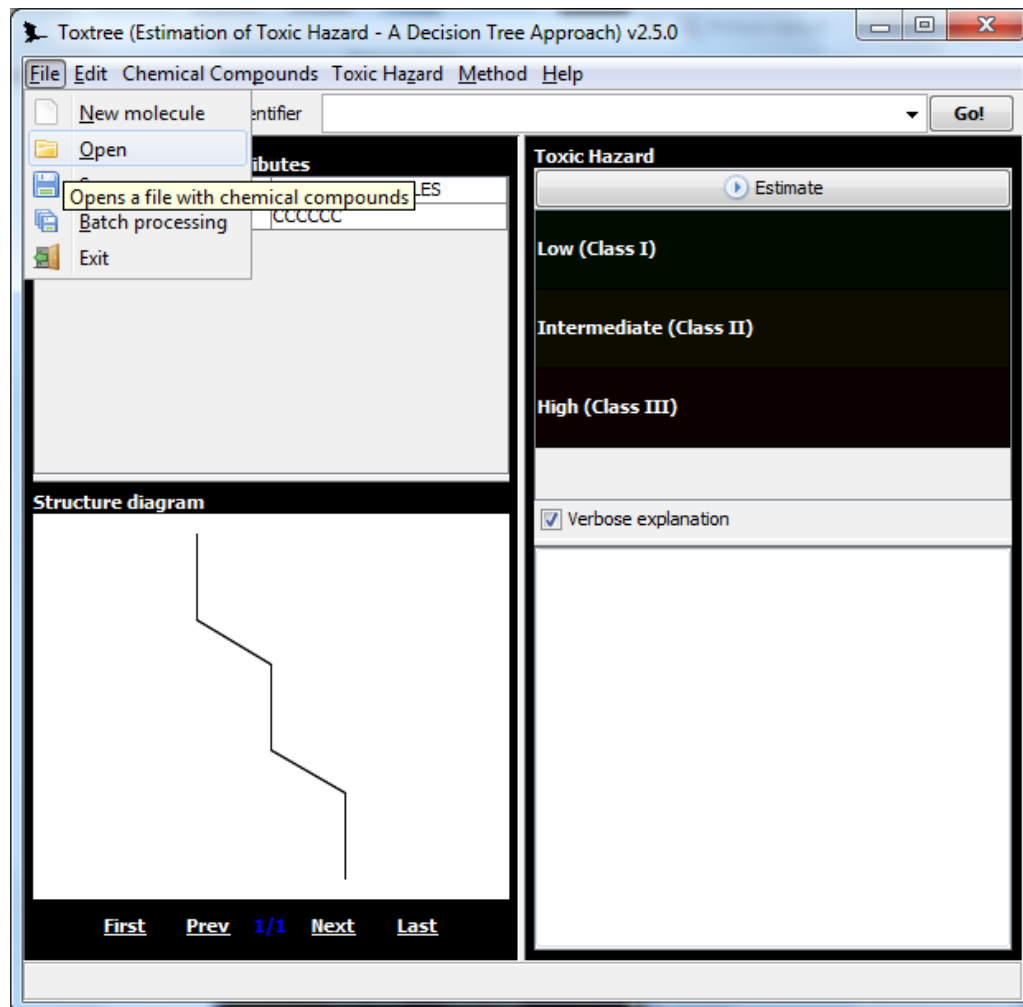 Toxtree (Estimation of Toxic Hazard - A Decision Tree Approach) v2.5.0
File Edit Chemical Compounds Toxic Hazard Method Help
entifier Go!
New molecule
Open
Opens a file with chemical compounds
Batch processing
Exit
ibutes
LES
CCCCCC
Structure diagram
First Prev 1/1 Next Last
Toxic Hazard
Estimate
Low (Class I)
Intermediate (Class II)
High (Class III)
Verbose explanation